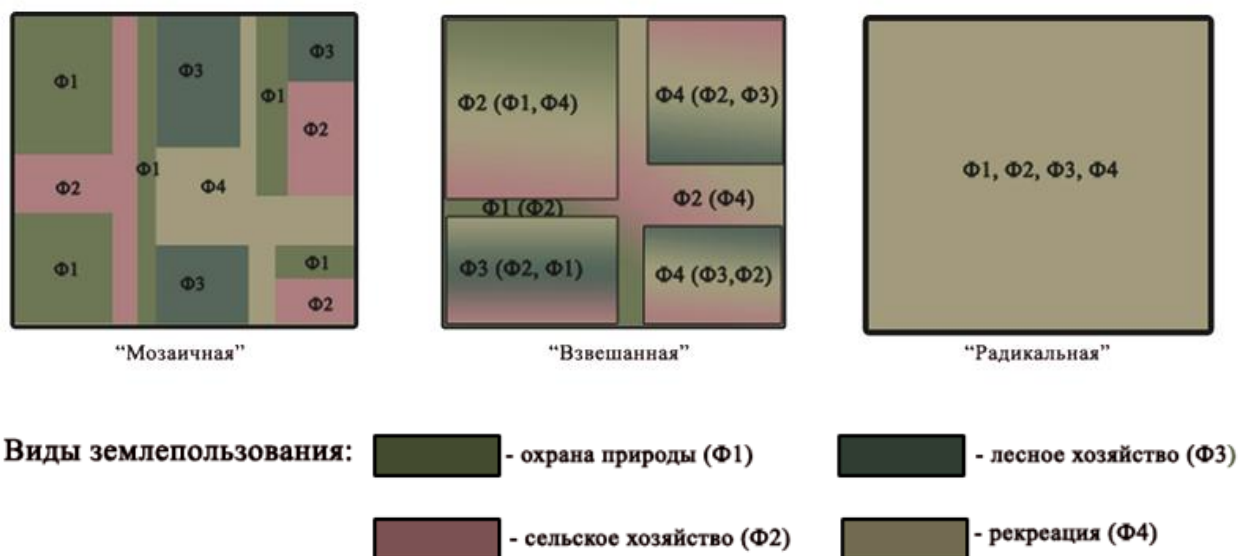 Ф1
Ф3
Ф1
Ф3
Ф2
Ф1
Ф2
Ф4
Ф1
Ф3
Ф1
Ф2
“Мозаичная”
Ф2 (Ф1, Ф4)
Ф4 (Ф2, Ф3)
Ф1 (Ф2)
Ф2 (Ф4)
Ф3 (Ф2, Ф1)
Ф4 (Ф3,Ф2)
“Взвешанная”
Ф1, Ф2, Ф3, Ф4
“Радикальная”
Виды землепользования:
- охрана природы (Ф1)
- лесное хозяйство (Ф3)
- сельское хозяйство (Ф2)
- рекреация (Ф4)